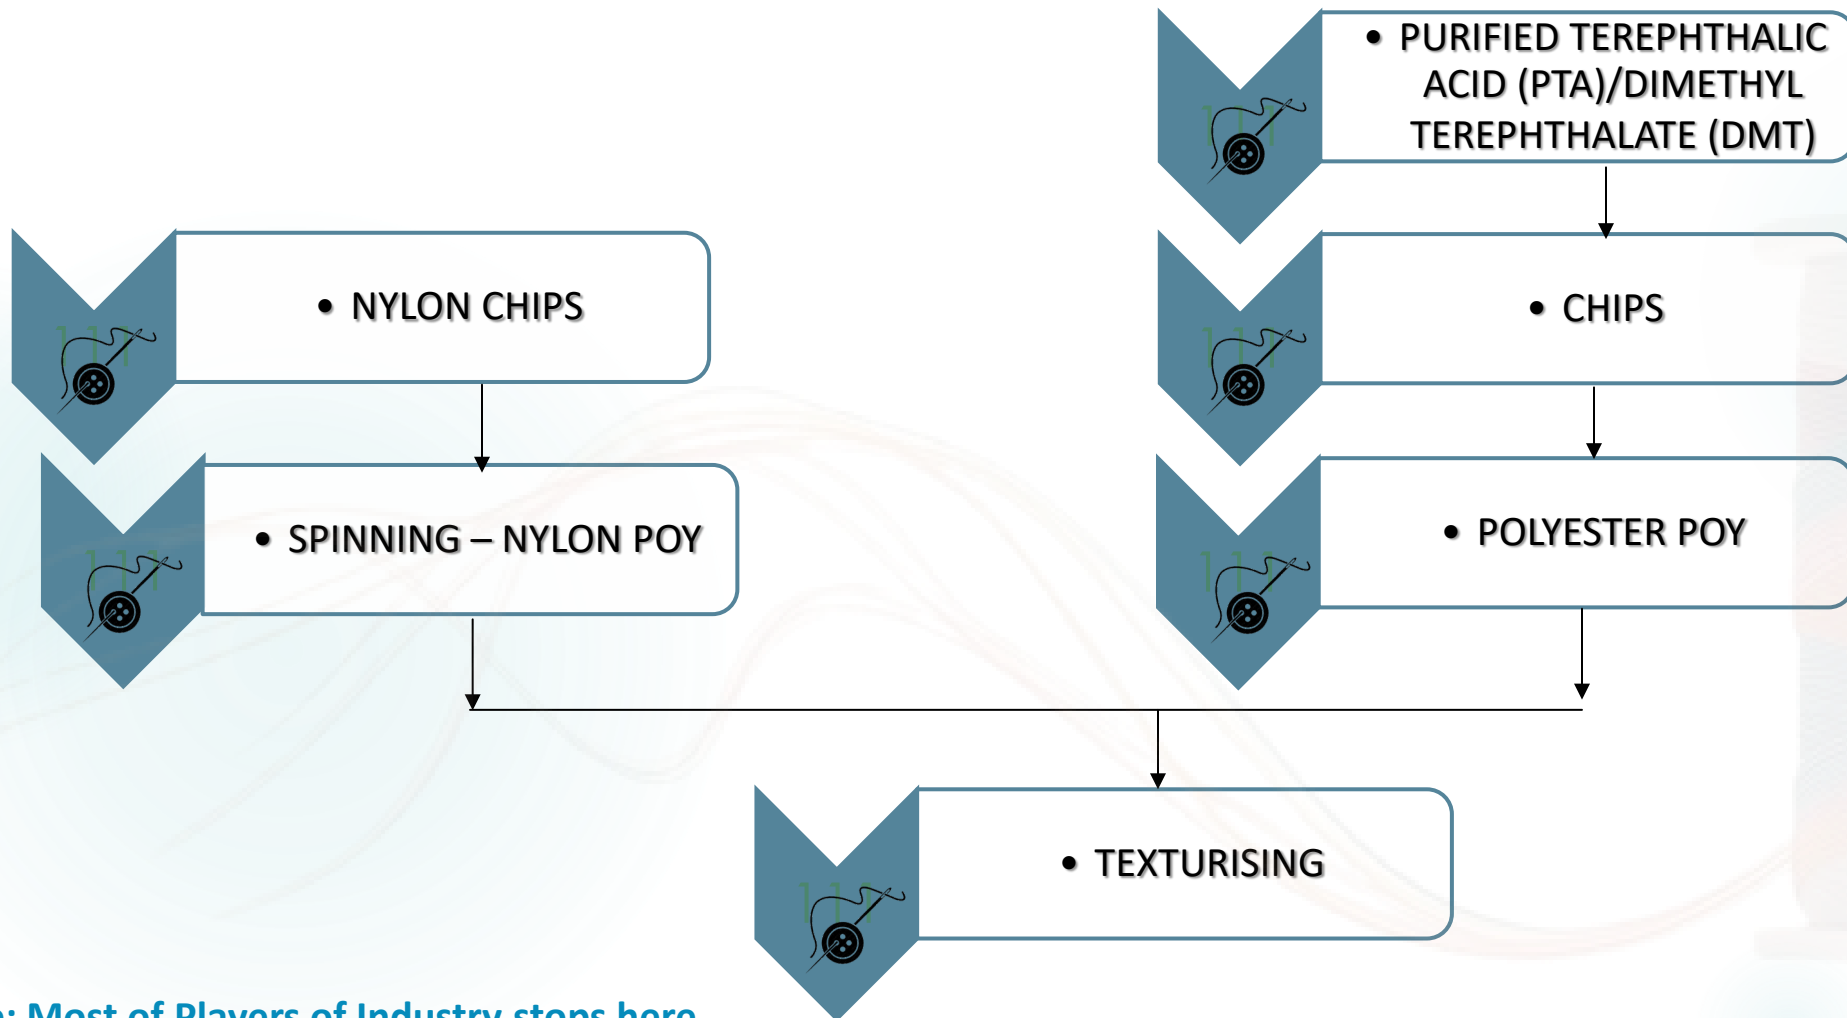 • PURIFIED TEREPHTHALIC
ACID (PTA)/DIMETHYL
TEREPHTHALATE (DMT)
• NYLON CHIPS
• CHIPS
• SPINNING – NYLON POY
• POLYESTER POY
• TEXTURISING
: Most of Players of Industry stops here